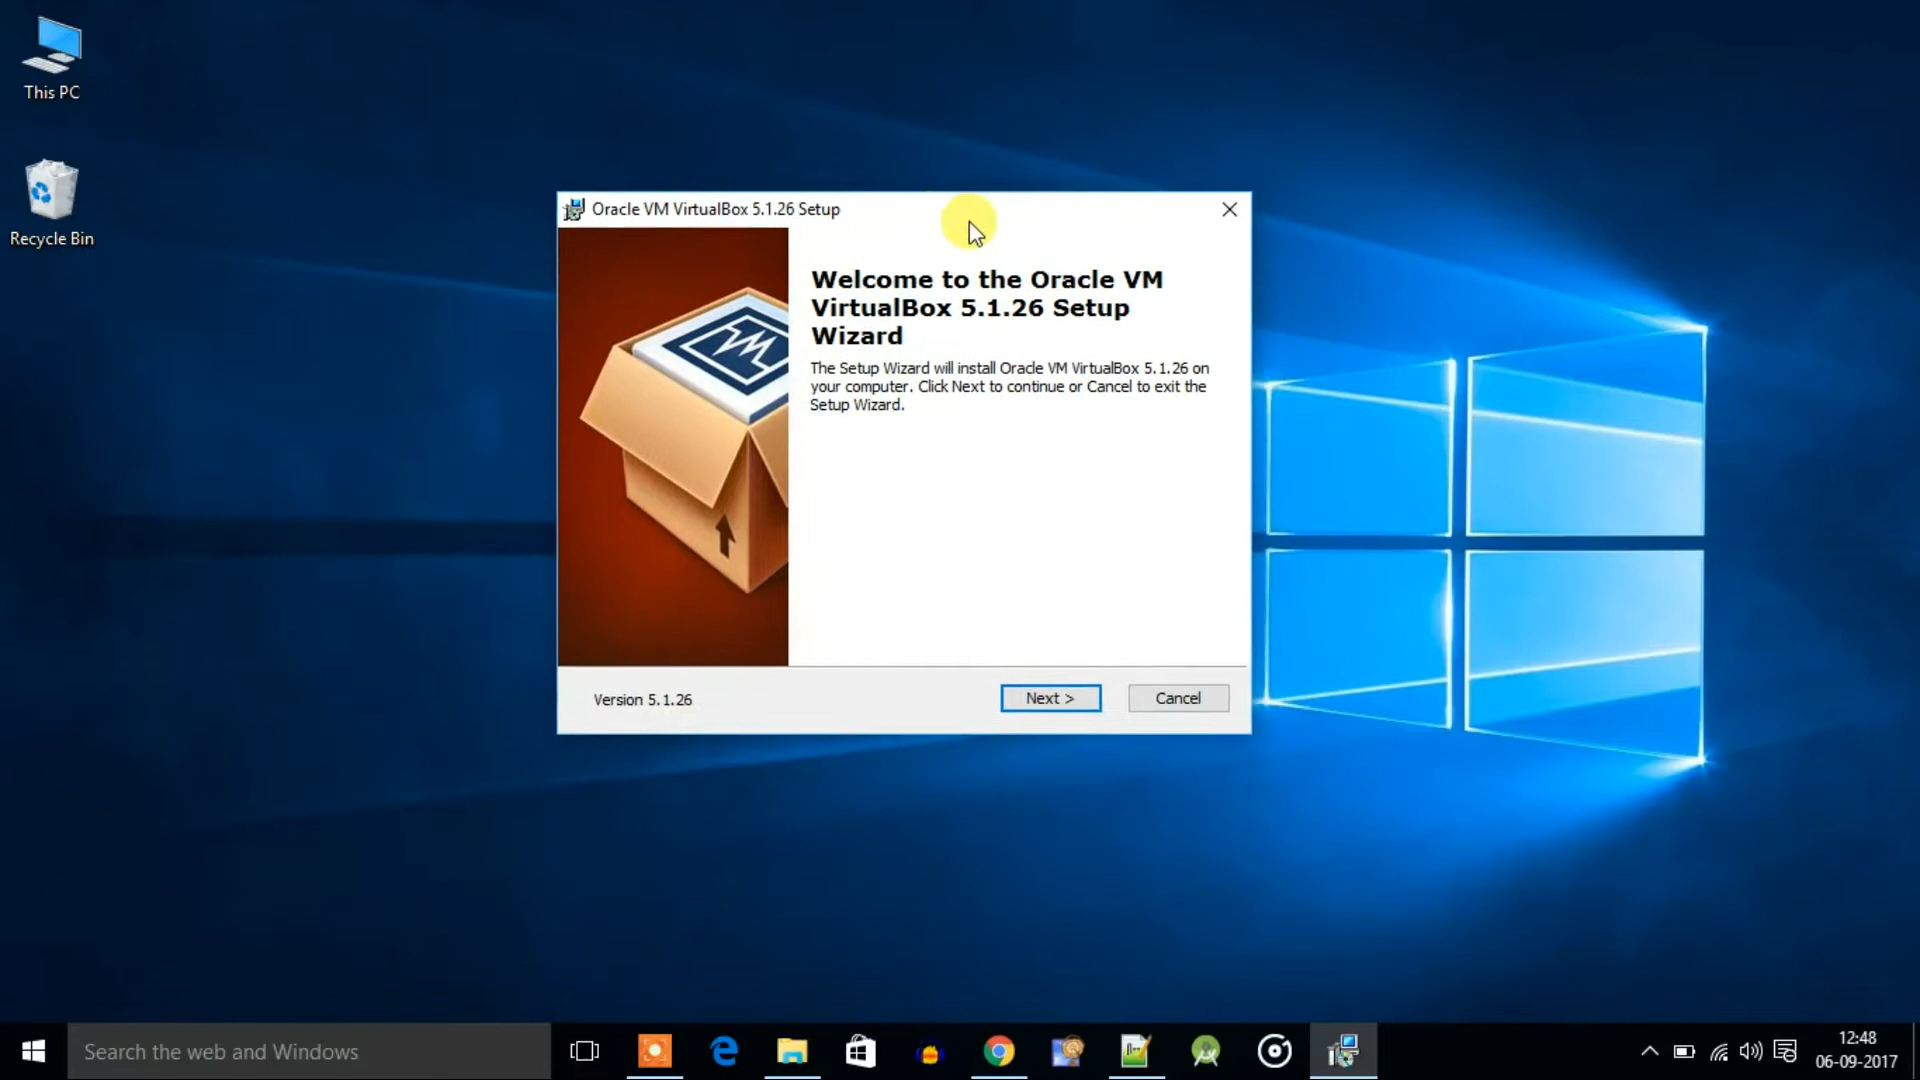 This PC
Recycle Bin
Oracle VM VirtualBox 5.1.26 Setup
Welcome to the Oracle VM
VirtualBox 5.1.26 Setup
Wizard
The Setup Wizard will install Oracle VM VirtualBox 5.1.26 on
your computer. Click Next to continue or Cancel to exit the
Setup Wizard.
Version 5.1.26
Next >
Cancel
Search the web and Windows
12:48
06-09-2017